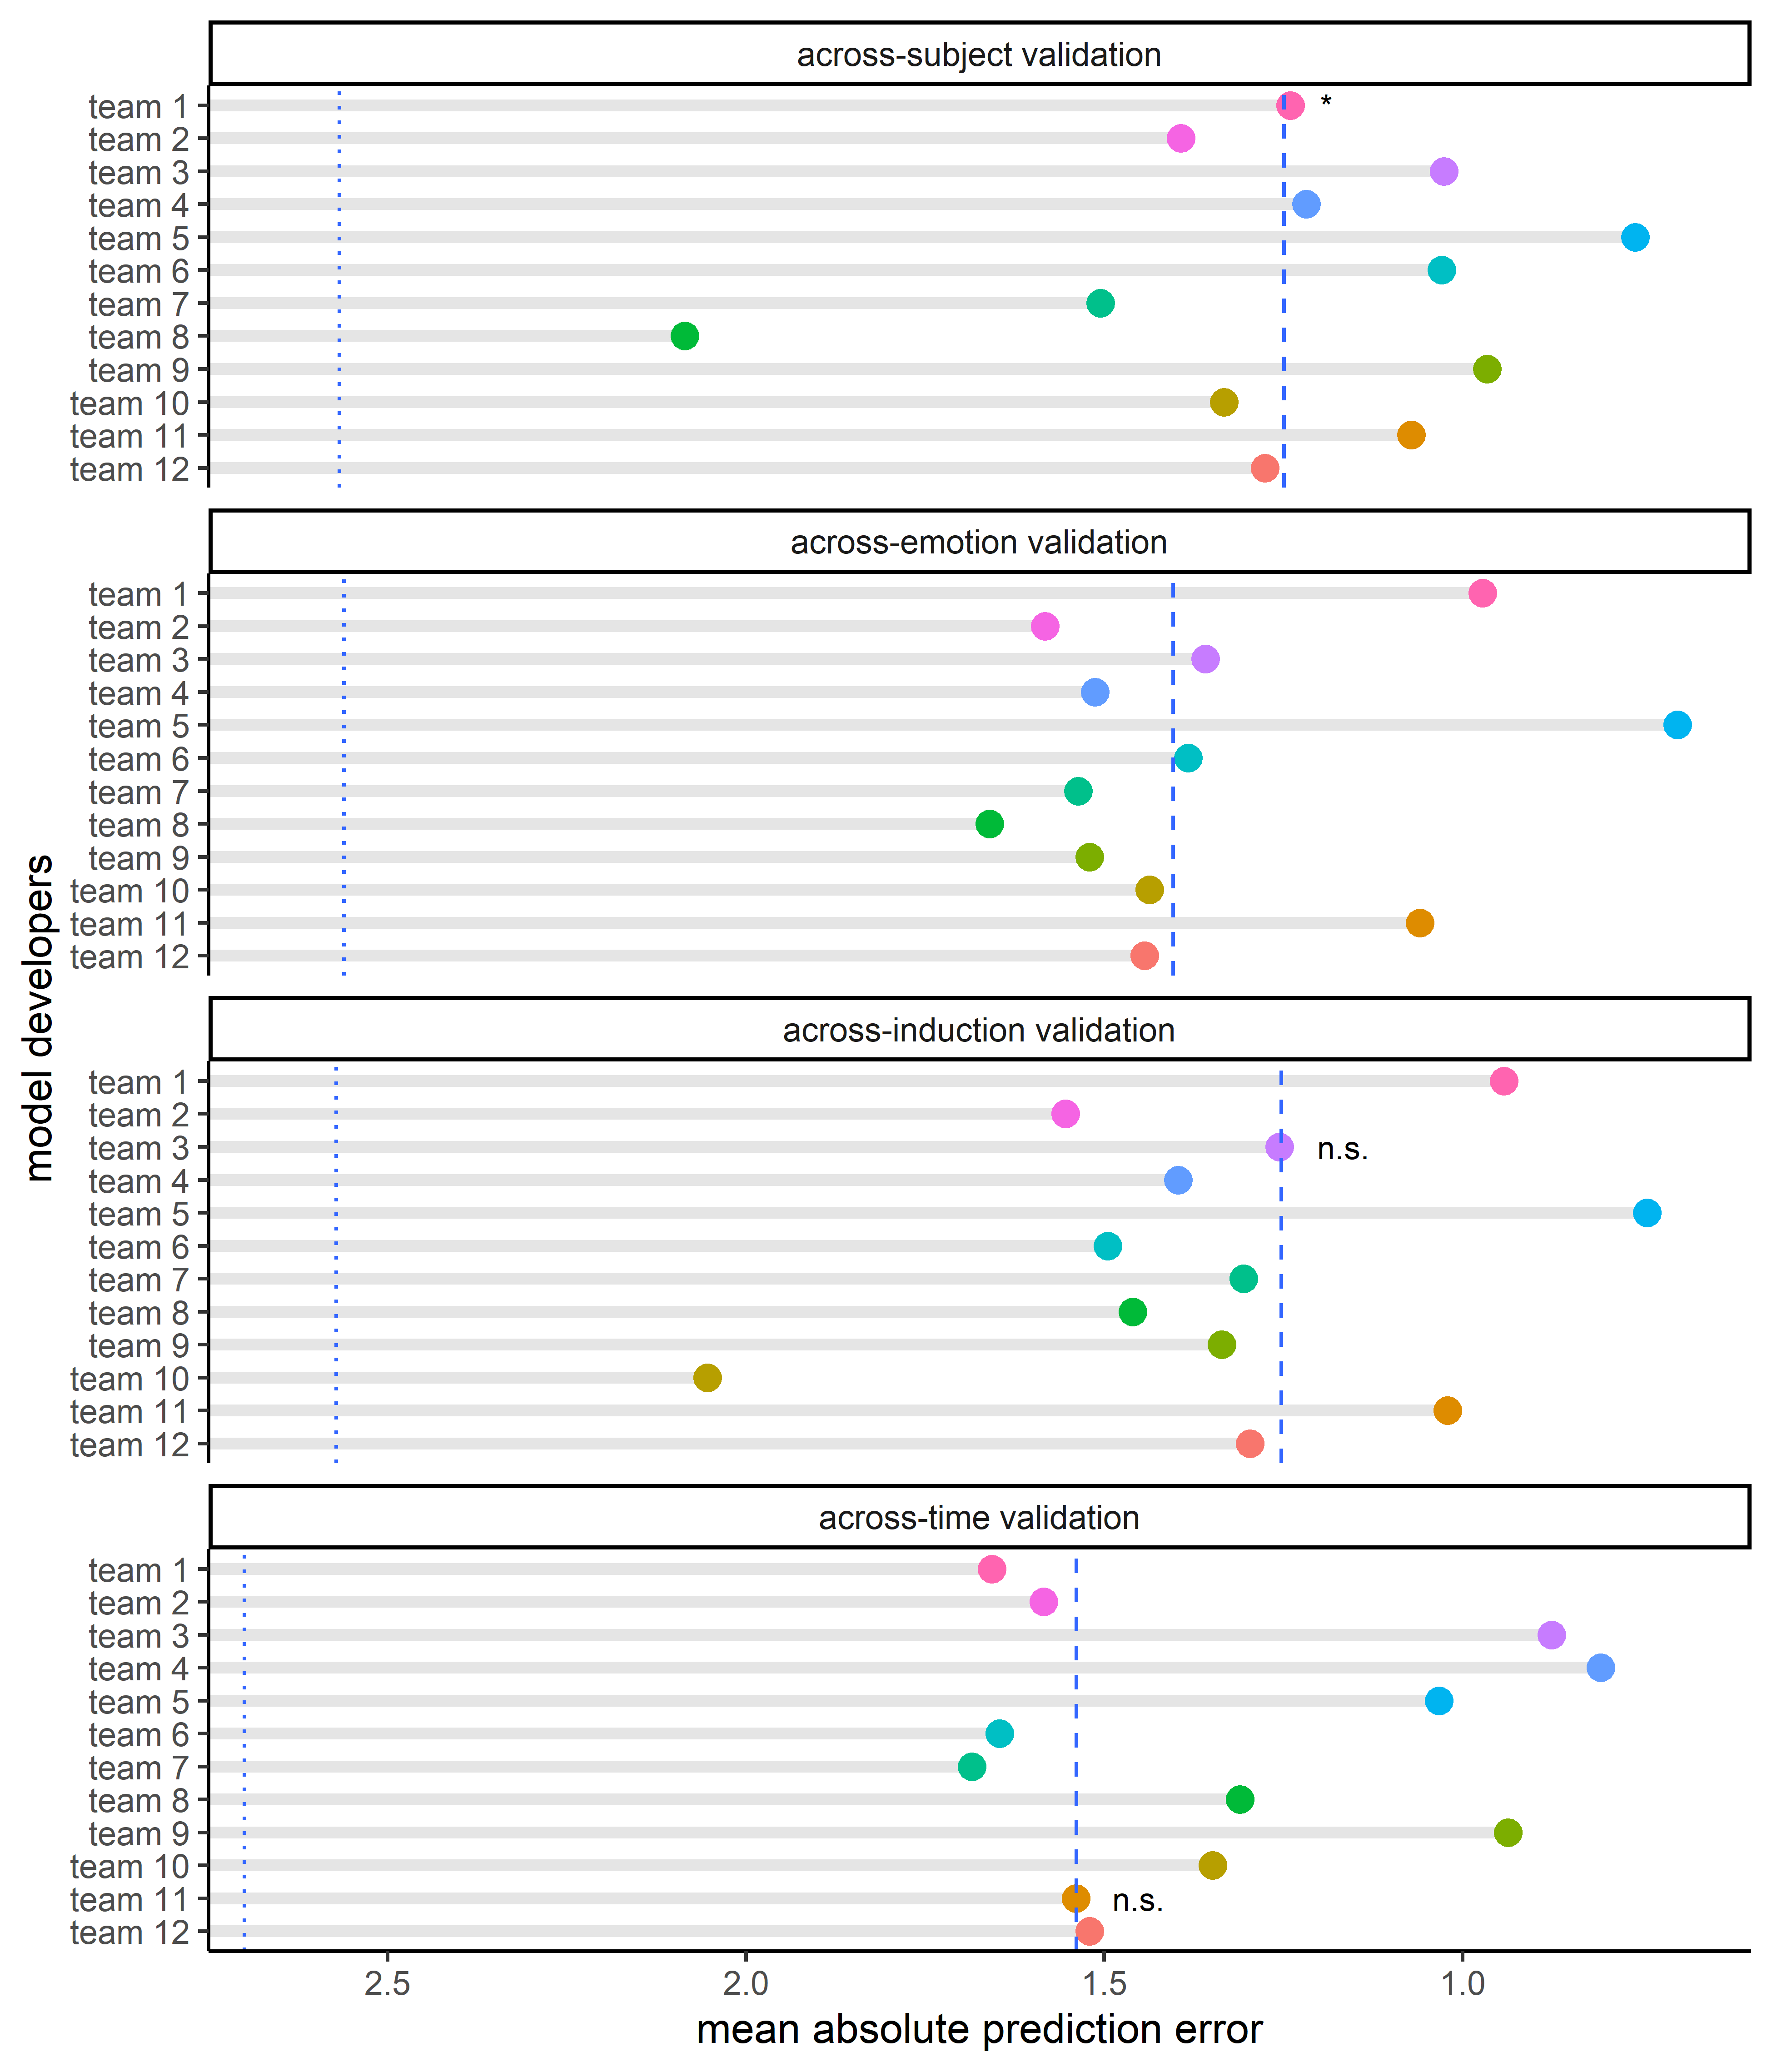 across-subject validation
team 1
*
team 2
team 3
team 4
team 5
team 6
team 7
team 8
team 9
team 10
team 11
team 12
across-emotion validation
team 1
team 2
team 3
team 4
team 5
team 6
team 7
team 8
team 9
team 10
team 11
team 12
model developers
across-induction validation
team 1
team 2
team 3
n.s.
team 4
team 5
team 6
team 7
team 8
team 9
team 10
team 11
team 12
across-time validation
team 1
team 2
team 3
team 4
team 5
team 6
team 7
team 8
team 9
team 10
team 11
n.s.
team 12
2.5 2.0 1.5 1.0
mean absolute prediction error